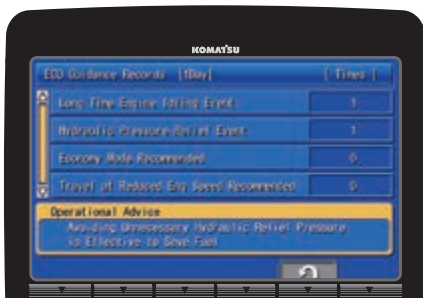 KOMATSU
ECO Guidance Records [1Day] [ Times ]
Long Time Engine Idling Event 1
Hydraulic Pressure Relief Event 1
Economy Mode Recommended 0
Travel at Reduced Eng Speed Recommended 0
Operational Advice
Avoiding Unnecessary Hydraulic Relief Pressure
is Effective to Save Fuel